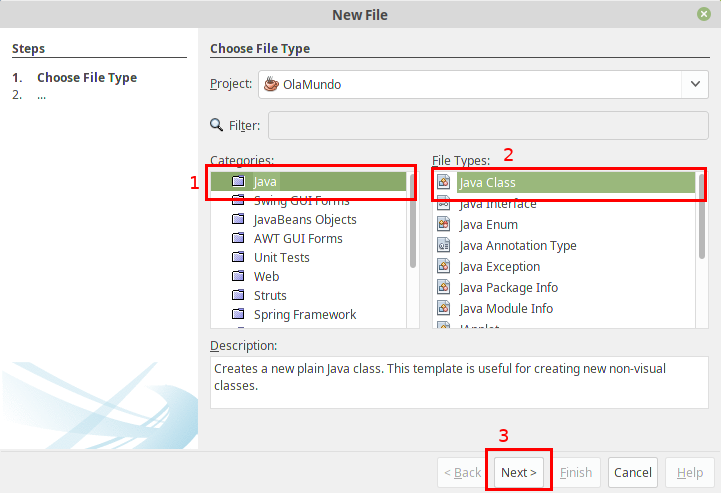 New File
Steps
1. Choose File Type
2. ...
Choose File Type
Project: OlaMundo
Filter:
Categories:
1
Java
Swing GUI Forms
JavaBeans Objects
AWT GUI Forms
Unit Tests
Web
Struts
Spring Framework
2
File Types:
Java Class
Java Interface
Java Enum
Java Annotation Type
Java Exception
Java Package Info
Java Module Info
JApplet
Description:
Creates a new plain Java class. This template is useful for creating new non-visual
classes.
3
< Back Next > Finish Cancel Help